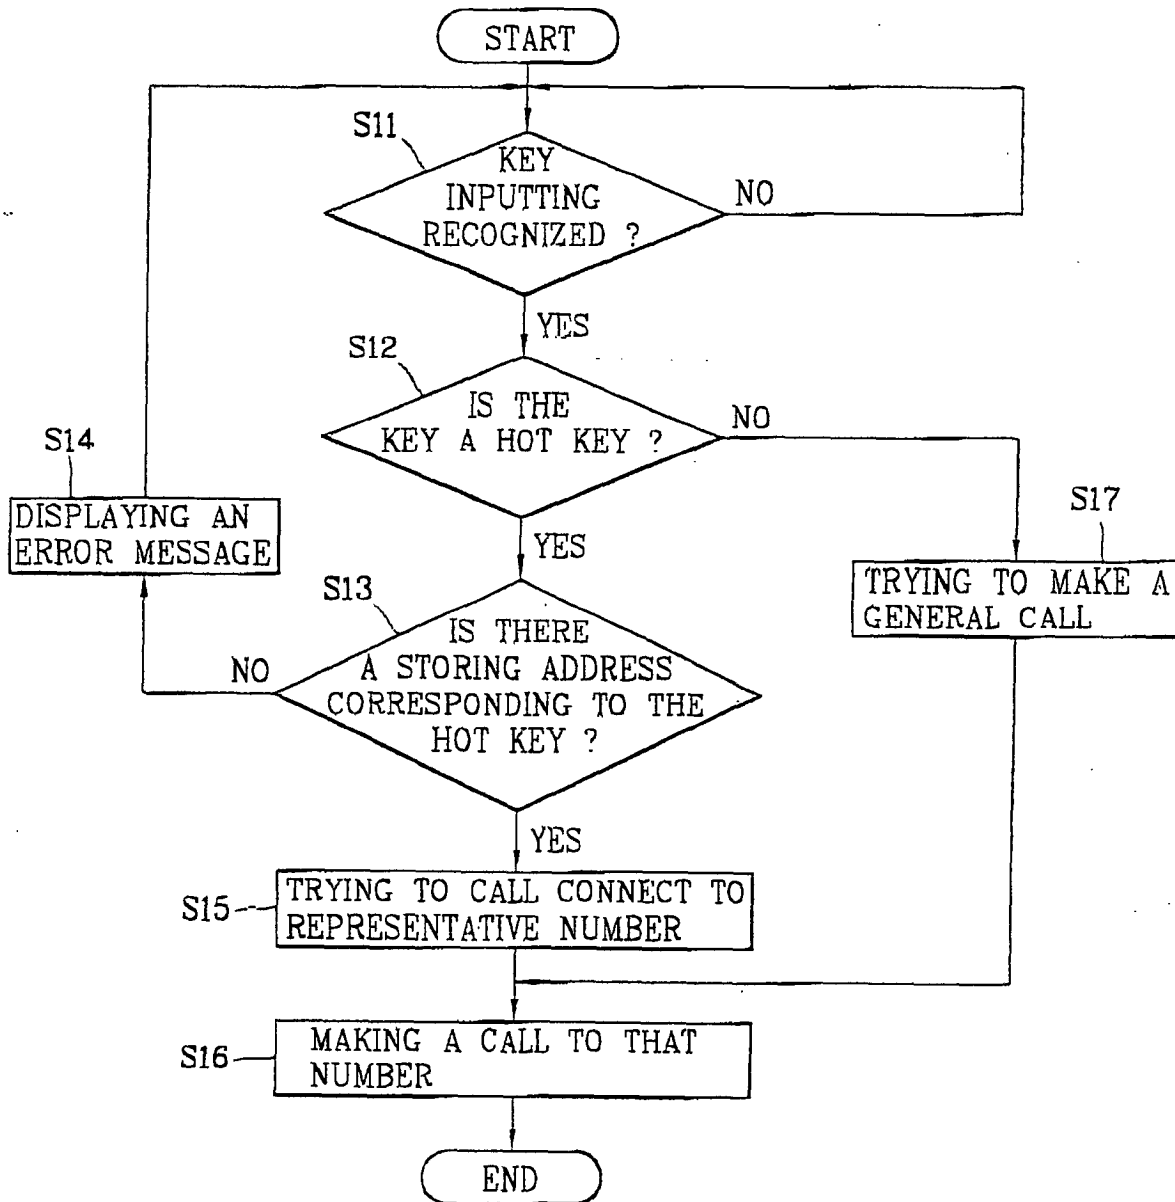 START
S11
KEY
INPUTTING
RECOGNIZED ?
NO
YES
S12
IS THE
KEY A HOT KEY ?
NO
S14
DISPLAYING AN
ERROR MESSAGE
YES
S17
TRYING TO MAKE A
GENERAL CALL
S13
IS THERE
A STORING ADDRESS
CORRESPONDING TO THE
HOT KEY ?
NO
YES
S15
TRYING TO CALL CONNECT TO
REPRESENTATIVE NUMBER
S16
MAKING A CALL TO THAT
NUMBER
END